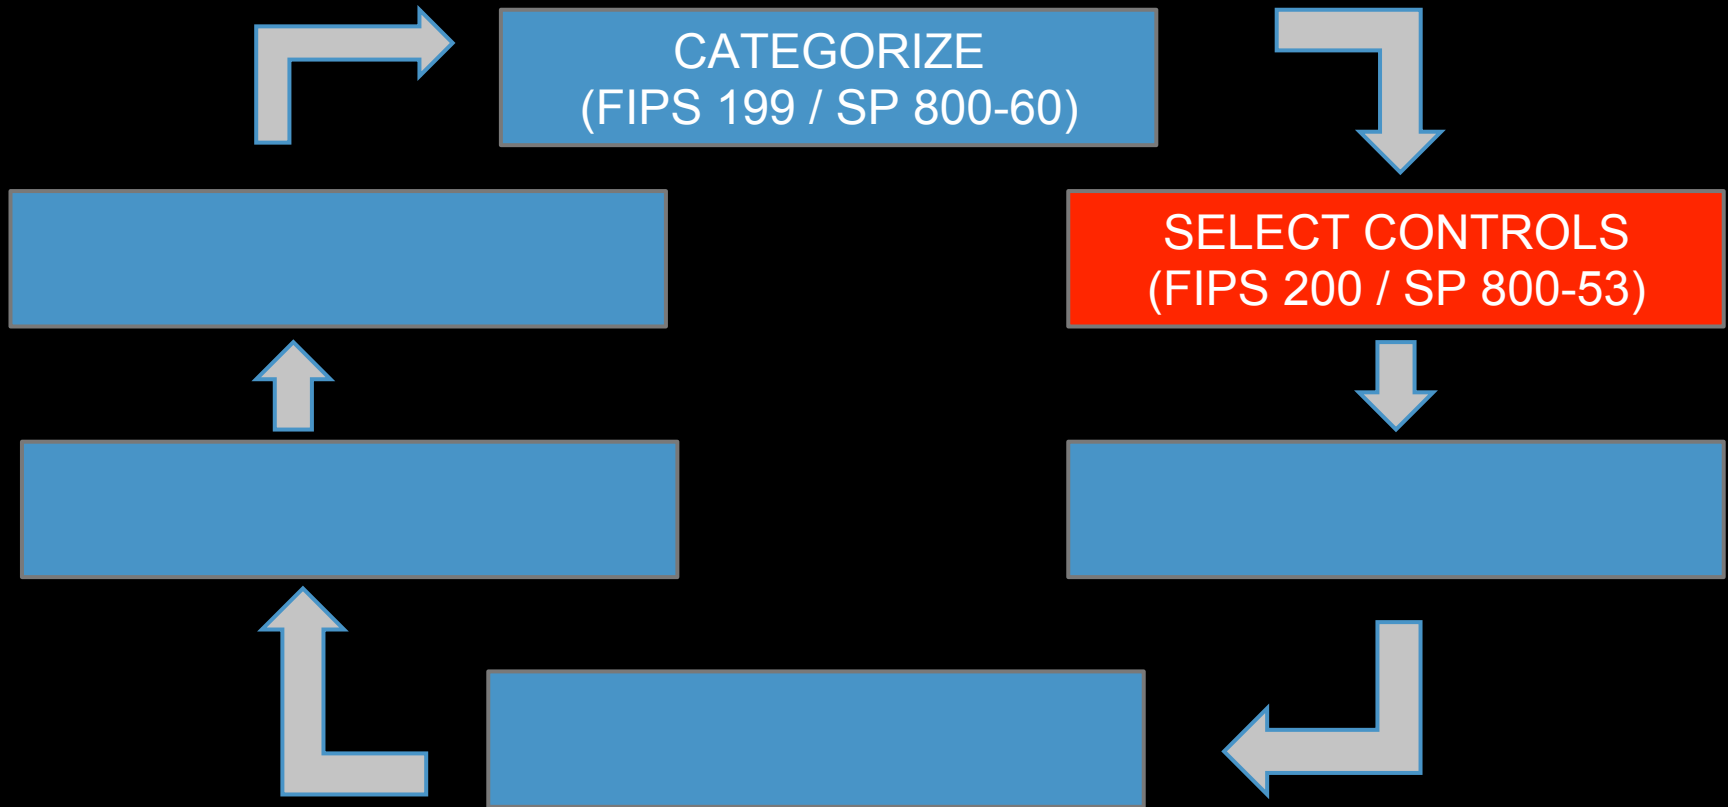 CATEGORIZE
(FIPS 199 / SP 800-60)
SELECT CONTROLS
(FIPS 200 / SP 800-53)